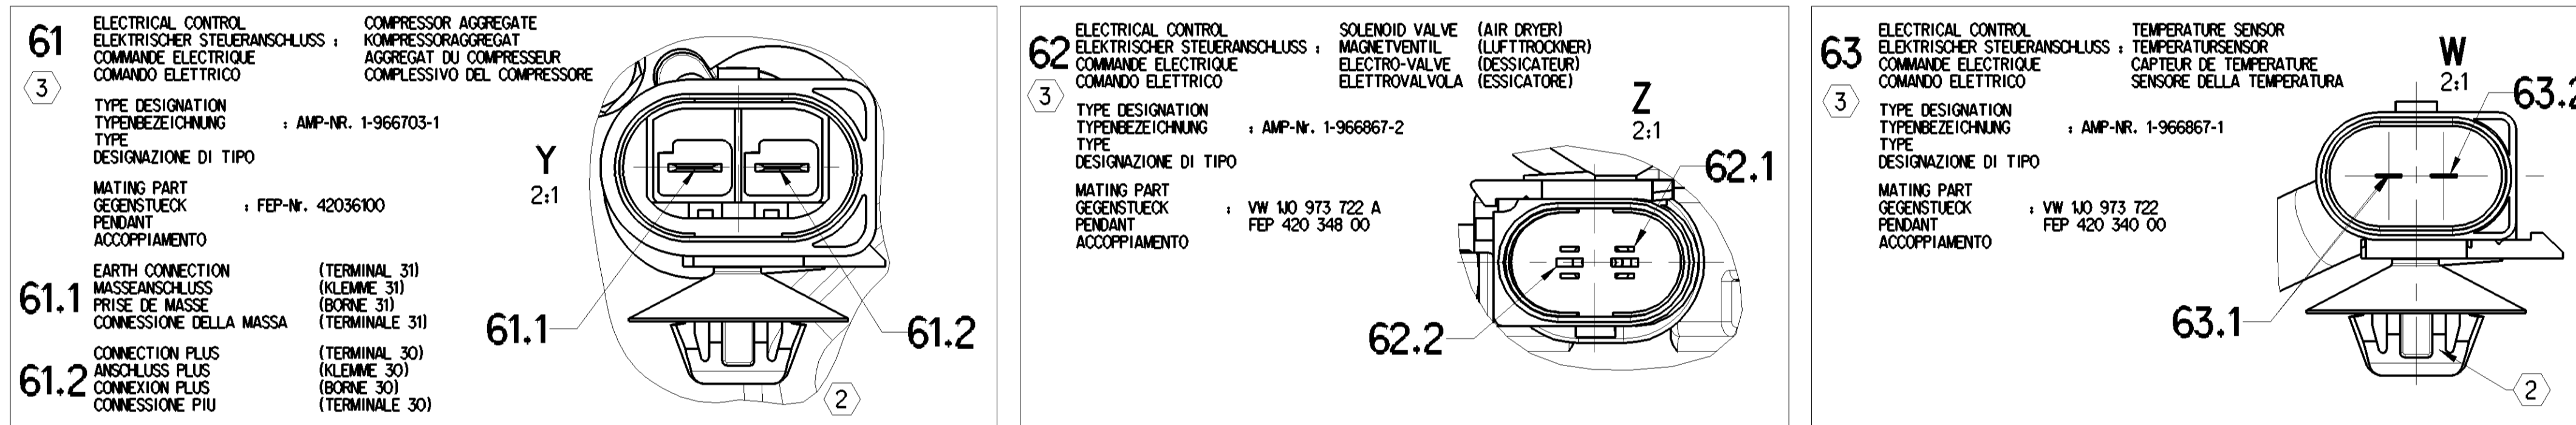 61
ELECTRICAL CONTROL COMPRESSOR AGGREGATE
ELEKTRISCHER STEUERANSCHLUSS : KOMPRESSORAGGREGAT
COMMANDE ELECTRIQUE AGGREGAT DU COMPRESSEUR
COMANDO ELETTRICO COMPLESSIVO DEL COMPRESSORE
3
TYPE DESIGNATION
TYPENBEZEICHNUNG : AMP-NR. 1-966703-1
TYPE
DESIGNAZIONE DI TIPO
MATING PART
GEGENSTUECK : FEP-Nr. 42036100
PENDANT
ACCOPPIAMENTO
61.1
EARTH CONNECTION (TERMINAL 31)
MASSEANSCHLUSS (KLEMME 31)
PRISE DE MASSE (BORNE 31)
CONNESSIONE DELLA MASSA (TERMINALE 31)
61.2
CONNECTION PLUS (TERMINAL 30)
ANSCHLUSS PLUS (KLEMME 30)
CONNEXION PLUS (BORNE 30)
CONNESSIONE PIU (TERMINALE 30)
Y
2:1
61.1
61.2
2
62
ELECTRICAL CONTROL SOLENOID VALVE (AIR DRYER)
ELEKTRISCHER STEUERANSCHLUSS : MAGNETVENTIL (LUFTTROCKNER)
COMMANDE ELECTRIQUE ELECTRO-VALVE (DESSICATEUR)
COMANDO ELETTRICO ELETTROVALVOLA (ESSICATORE)
3
TYPE DESIGNATION
TYPENBEZEICHNUNG : AMP-Nr. 1-966867-2
TYPE
DESIGNAZIONE DI TIPO
MATING PART
GEGENSTUECK : VW 1J0 973 722 A
PENDANT FEP 420 348 00
ACCOPPIAMENTO
Z
2:1
62.1
62.2
63
ELECTRICAL CONTROL TEMPERATURE SENSOR
ELEKTRISCHER STEUERANSCHLUSS : TEMPERATURSENSOR
COMMANDE ELECTRIQUE CAPTEUR DE TEMPERATURE
COMANDO ELETTRICO SENSORE DELLA TEMPERATURA
3
TYPE DESIGNATION
TYPENBEZEICHNUNG : AMP-NR. 1-966867-1
TYPE
DESIGNAZIONE DI TIPO
MATING PART
GEGENSTUECK : VW 1J0 973 722
PENDANT FEP 420 340 00
ACCOPPIAMENTO
W
2:1
63.2
63.1
2